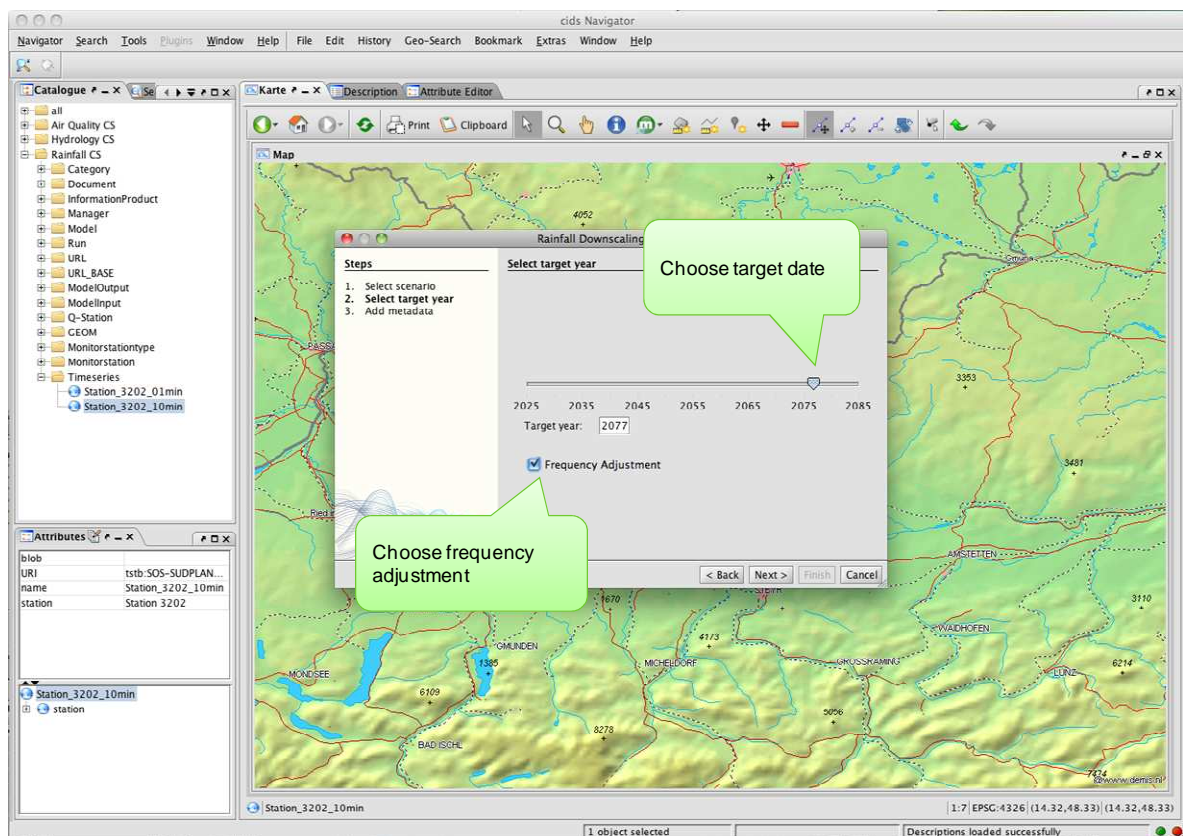 cids Navigator
Navigator Search Tools Plugins Window Help File Edit History Geo-Search Bookmark Extras Window Help
Catalogue
Se
Karte
Description
Attribute Editor
all
Air Quality CS
Hydrology CS
Rainfall CS
Category
Document
InformationProduct
Manager
Model
Run
URL
URL_BASE
ModelOutput
ModelInput
Q-Station
GEOM
Monitorstationtype
Monitorstation
Timeseries
Station_3202_01min
Station_3202_10min
Print
Clipboard
Map
4052
3353
3481
AMSTETTEN
3110
WAIDHOFEN
STEYR
1670
GMUNDEN
4173
MICHELDORF
GROSSRAMING
LUNZ
6214
MONDSEE
1385
6109
5056
8278
BAD ISCHL
7374
@www.demis.nl
Rainfall Downscaling
Steps
1. Select scenario
2. Select target year
3. Add metadata
Select target year
Choose target date
2025 2035 2045 2055 2065 2075 2085
Target year: 2077
Frequency Adjustment
Choose frequency
adjustment
< Back
Next >
Finish
Cancel
Attributes
blob
URI tstb:SOS-SUDPLAN...
name Station_3202_10min
station Station 3202
Station_3202_10min
station
Station_3202_10min
1:7 EPSG:4326 (14.32,48.33) (14.32,48.33)
1 object selected
Descriptions loaded successfully